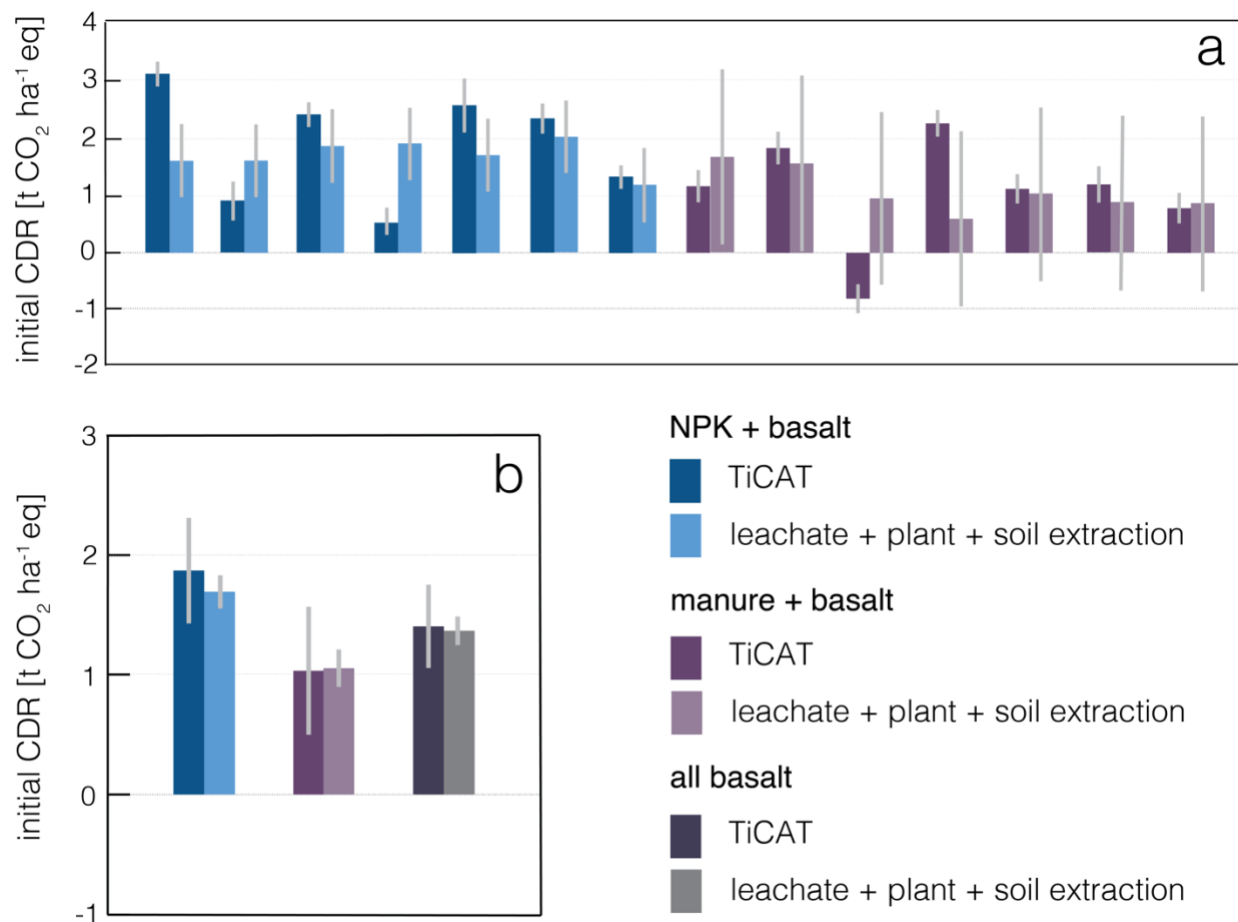 initial CDR [t CO₂ ha⁻¹ eq]
4
3
2
1
0
-1
-2
a
initial CDR [t CO₂ ha⁻¹ eq]
3
2
1
0
-1
b
NPK + basalt
TiCAT
leachate + plant + soil extraction
manure + basalt
TiCAT
leachate + plant + soil extraction
all basalt
TiCAT
leachate + plant + soil extraction